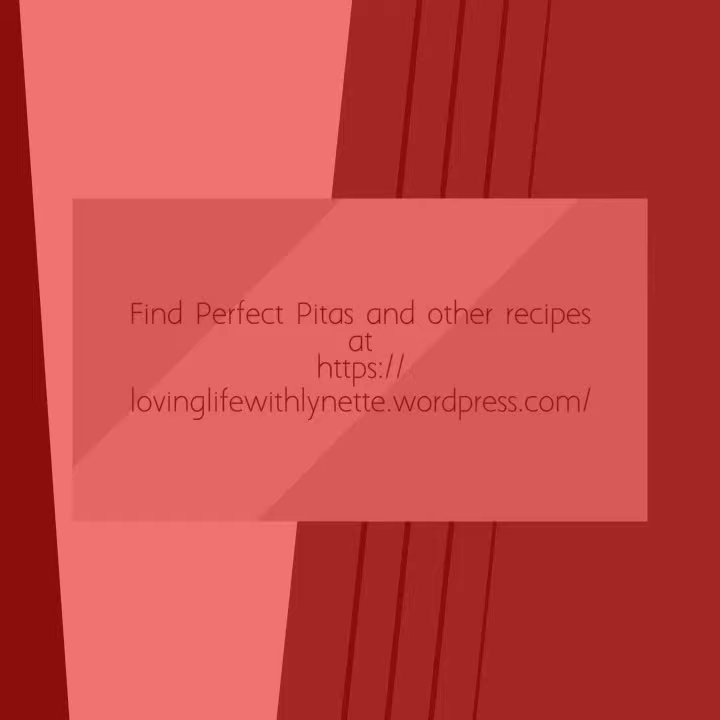 Find Perfect Pitas and other recipes
at
https://
lovinglifewithlynette.wordpress.com/